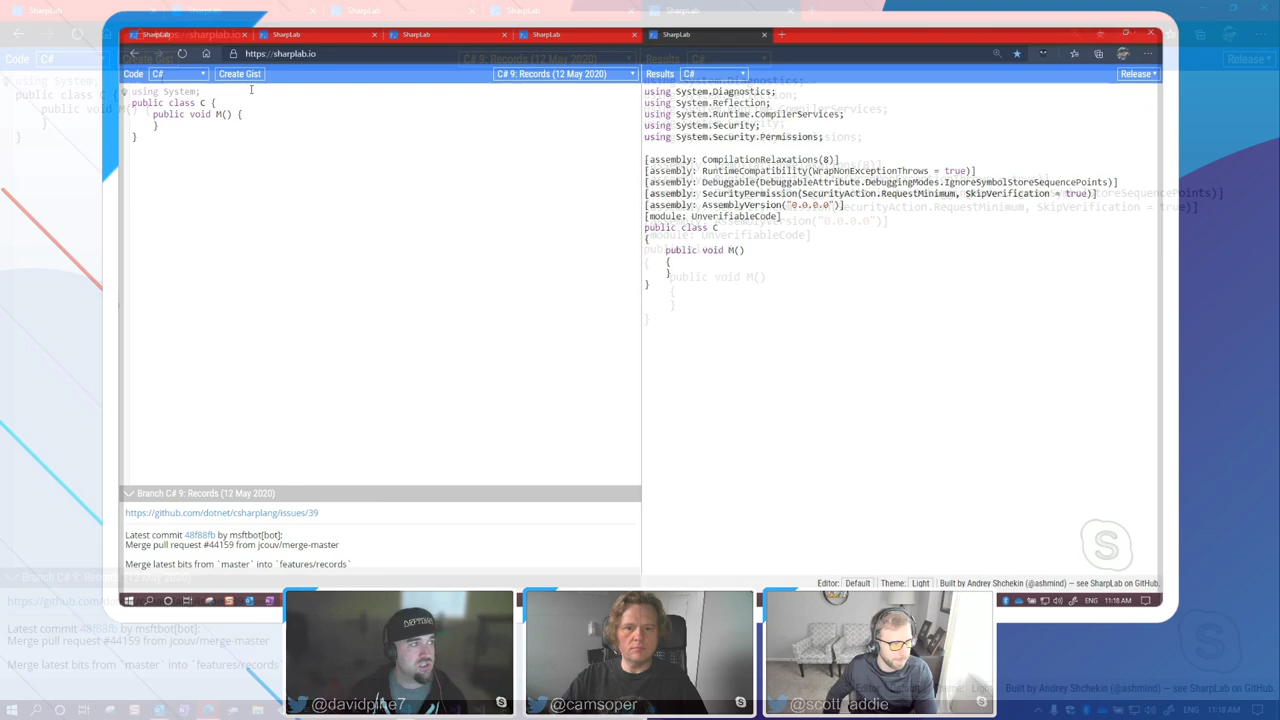 SharpLab
SharpLab
SharpLab
SharpLab
SharpLab
https://sharplab.io
Code
C#
Create Gist
C# 9: Records (12 May 2020)
Results
C#
Release
using System;
public class C {
public void M() {
}
}
using System.Diagnostics;
using System.Reflection;
using System.Runtime.CompilerServices;
using System.Security;
using System.Security.Permissions;
[assembly: CompilationRelaxations(8)]
[assembly: RuntimeCompatibility(WrapNonExceptionThrows = true)]
[assembly: Debuggable(DebuggableAttribute.DebuggingModes.IgnoreSymbolStoreSequencePoints)]
[assembly: SecurityPermission(SecurityAction.RequestMinimum, SkipVerification = true)]
[assembly: AssemblyVersion("0.0.0.0")]
[module: UnverifiableCode]
public class C
{
public void M()
{
}
}
Branch C# 9: Records (12 May 2020)
https://github.com/dotnet/csharplang/issues/39
Latest commit 48f88fb by msftbot[bot]:
Merge pull request #44159 from jcouv/merge-master
Merge latest bits from `master` into `features/records`
Editor: Default Theme: Light Built by Andrey Shchekin (@ashmind) — see SharpLab on GitHub.
ENG 11:18 AM
@davidpine7
@camsoper
@scott_addie